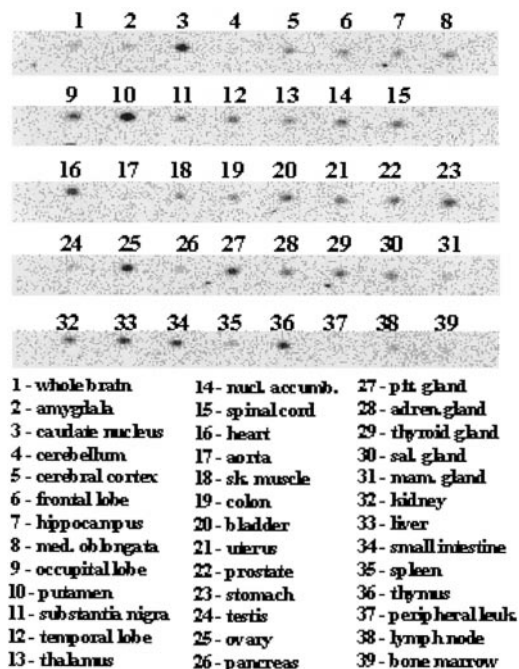 1 2 3 4 5 6 7 8
9 10 11 12 13 14 15
16 17 18 19 20 21 22 23
24 25 26 27 28 29 30 31
32 33 34 35 36 37 38 39
1 - whole brain
2 - amygdala
3 - caudate nucleus
4 - cerebellum
5 - cerebral cortex
6 - frontal lobe
7 - hippocampus
8 - med. oblongata
9 - occupital lobe
10 - putamen
11 - substantia nigra
12 - temporal lobe
13 - thalamus
14 - nucl. accumb.
15 - spinal cord
16 - heart
17 - aorta
18 - sk. muscle
19 - colon
20 - bladder
21 - uterus
22 - prostate
23 - stomach
24 - testis
25 - ovary
26 - pancreas
27 - pit. gland
28 - adren. gland
29 - thyroid gland
30 - sal. gland
31 - mam. gland
32 - kidney
33 - liver
34 - small intestine
35 - spleen
36 - thymus
37 - peripheral leuk.
38 - lymph node
39 - bone marrow